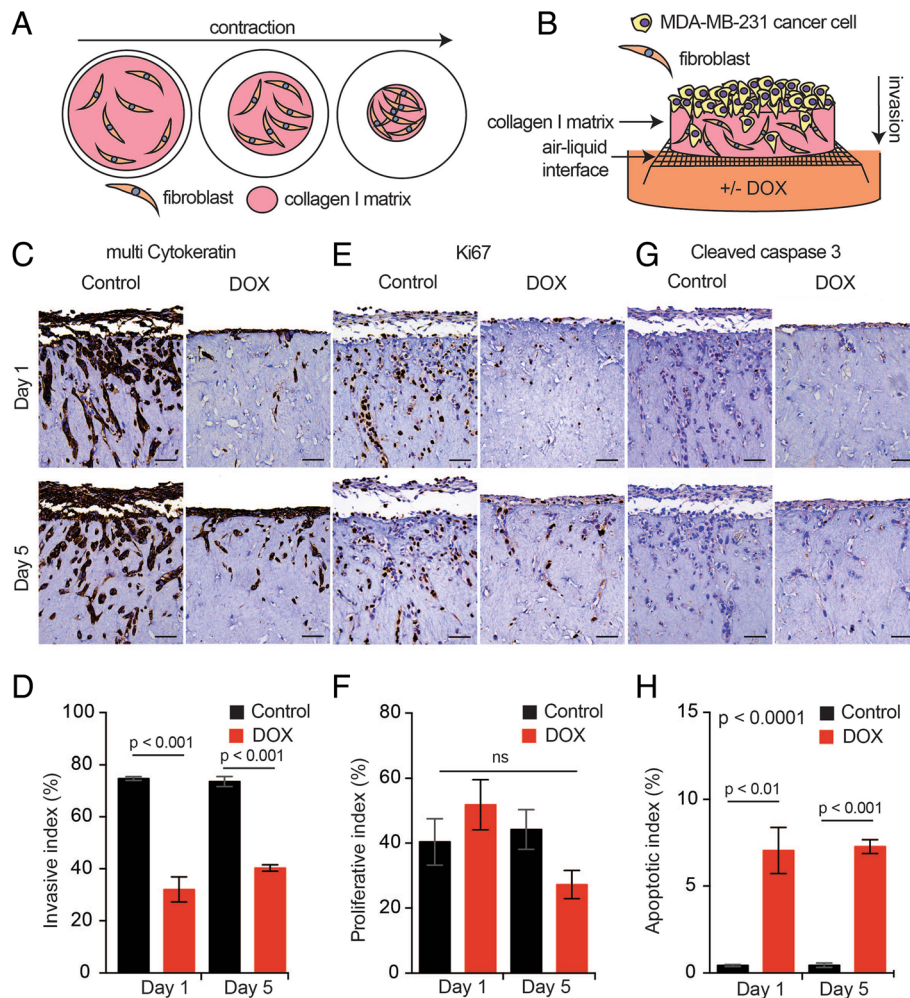 A
contraction
fibroblast
collagen I matrix
B
MDA-MB-231 cancer cell
fibroblast
collagen I matrix
air-liquid
interface
invasion
+/- DOX
C
multi Cytokeratin
Control
DOX
E
Ki67
Control
DOX
G
Cleaved caspase 3
Control
DOX
Day 1
Day 5
D
Invasive index (%)
100
80
60
40
20
0
Control
DOX
p < 0.001
p < 0.001
Day 1
Day 5
F
Proliferative index (%)
80
60
40
20
0
Control
DOX
ns
Day 1
Day 5
H
Apoptotic index (%)
15
10
5
0
Control
DOX
p < 0.0001
p < 0.01
p < 0.001
Day 1
Day 5